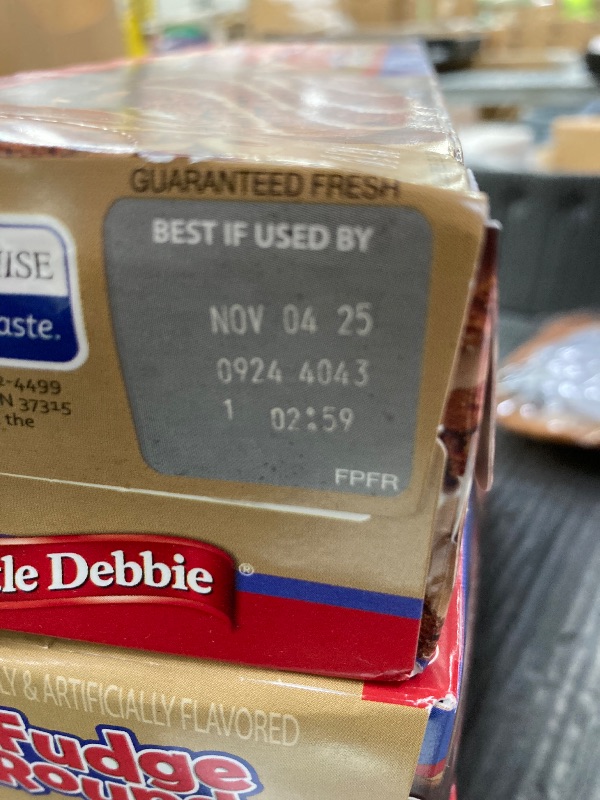 GUARANTEED FRESH
BEST IF USED BY
NOV 04 25
0924 4043
1 02:59
FPFR
ISE
aste.
-4499
N 37315
the
tle Debbie®
LY & ARTIFICIALLY FLAVORED
Fudge
Round